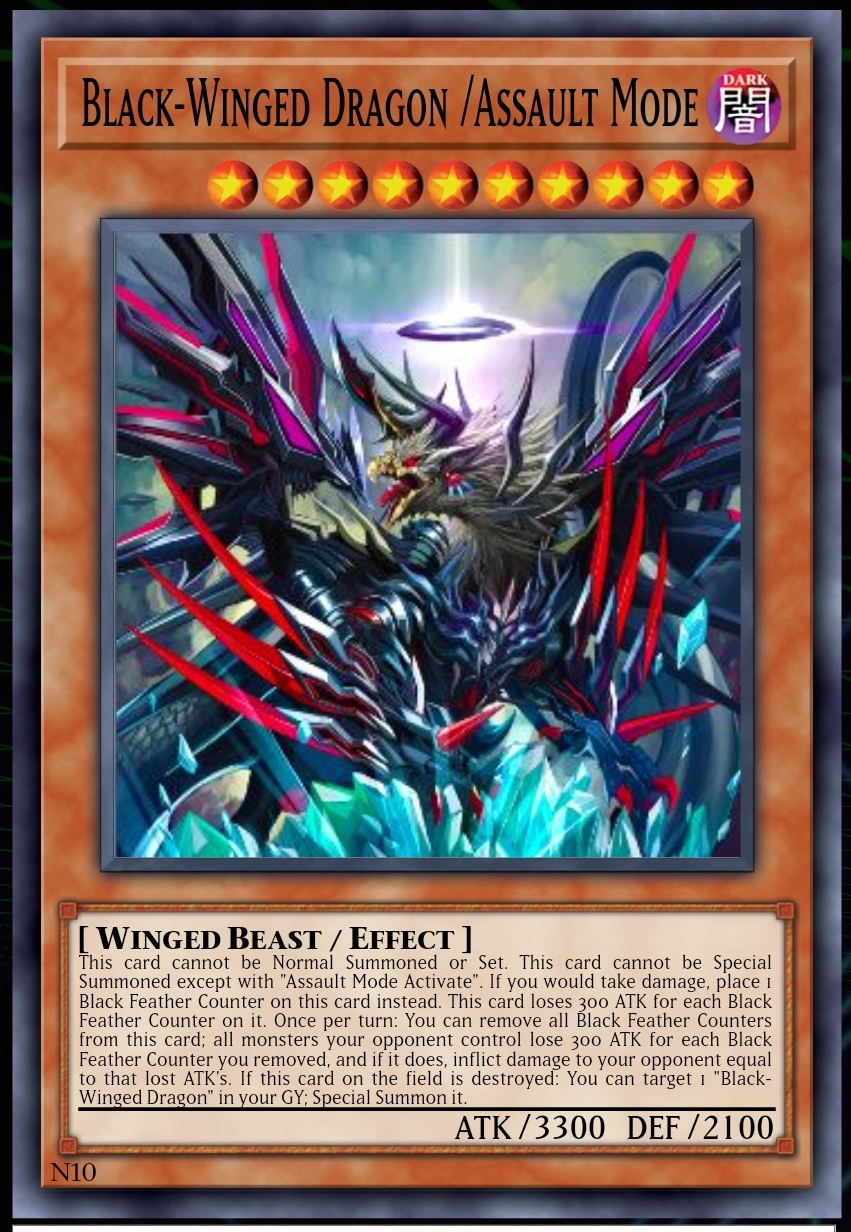 Black-Winged Dragon /Assault Mode
DARK
闇
[ Winged Beast / Effect ]
This card cannot be Normal Summoned or Set. This card cannot be Special
Summoned except with "Assault Mode Activate". If you would take damage, place 1
Black Feather Counter on this card instead. This card loses 300 ATK for each Black
Feather Counter on it. Once per turn: You can remove all Black Feather Counters
from this card; all monsters your opponent control lose 300 ATK for each Black
Feather Counter you removed, and if it does, inflict damage to your opponent equal
to that lost ATK's. If this card on the field is destroyed: You can target 1 "Black-
Winged Dragon" in your GY; Special Summon it.
ATK/3300 DEF/2100
N10